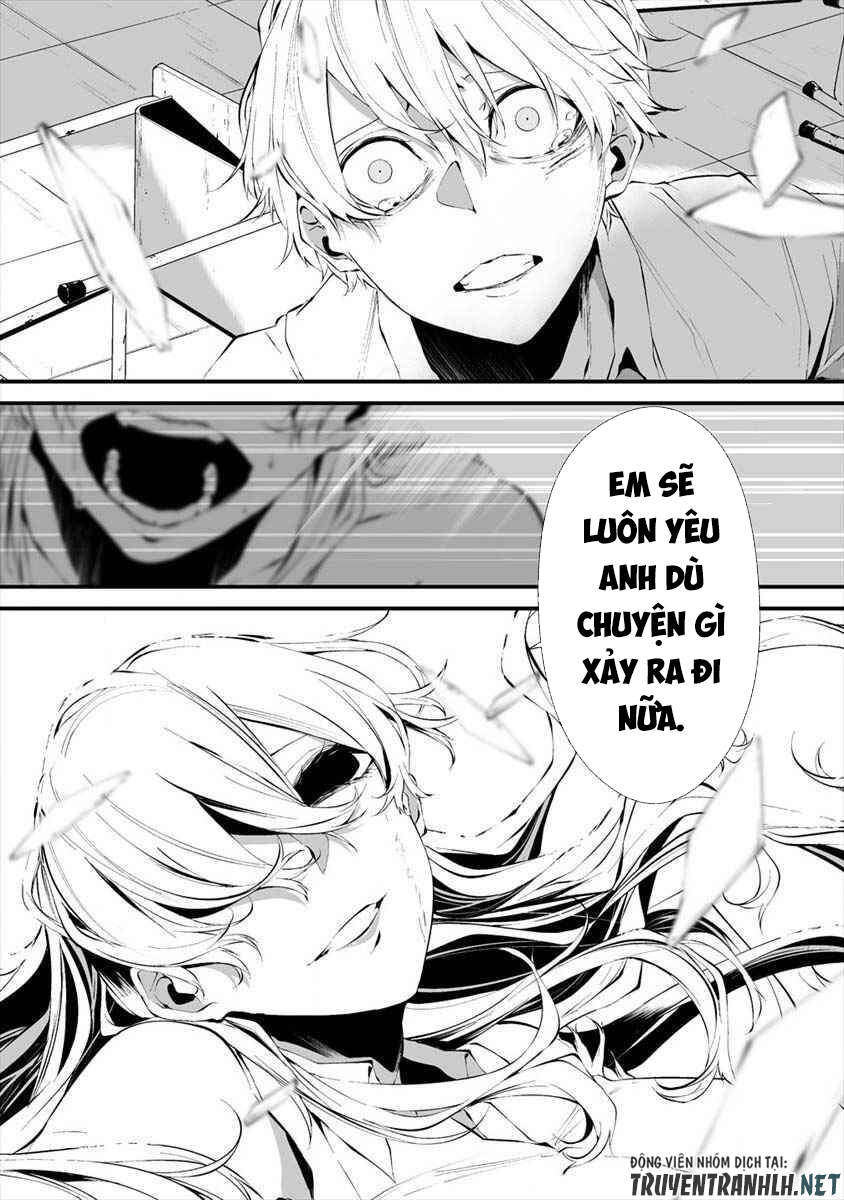 EM SẼ
LUÔN YÊU
ANH DÙ
CHUYỆN GÌ
XẢY RA ĐI
NỮA.
ĐỘNG VIÊN NHÓM DỊCH TẠI:
TRUYENTRANHLH.NET